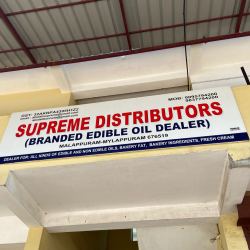 SUPREME DISTRIBUTORS
(BRANDED EDIBLE OIL DEALER)
MALAPPURAM-MYLAPPURAM 676519
DEALER FOR: ALL KINDS OF EDIBLE AND NON EDIBLE OILS, BAKERY FAT, BAKERY INGREDIENTS, FRESH CREAM